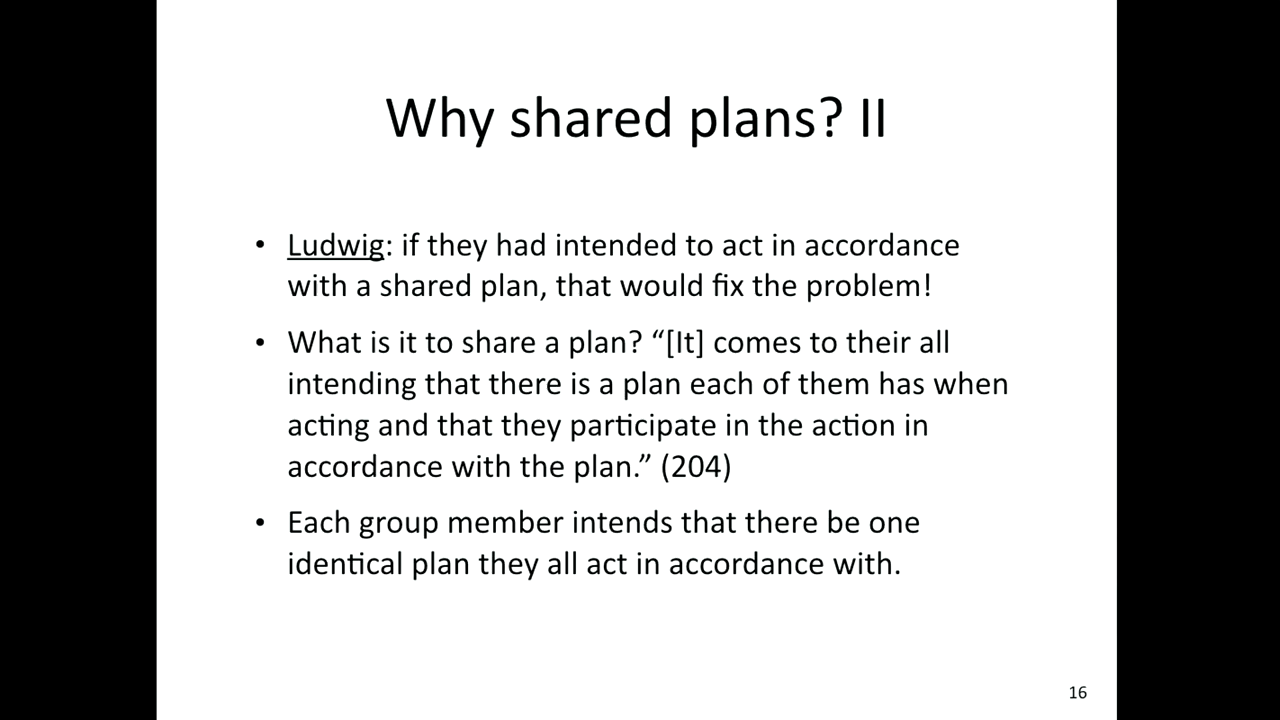 Why shared plans? II
• Ludwig: if they had intended to act in accordance
with a shared plan, that would fix the problem!
• What is it to share a plan? “[It] comes to their all
intending that there is a plan each of them has when
acting and that they participate in the action in
accordance with the plan.” (204)
• Each group member intends that there be one
identical plan they all act in accordance with.
16